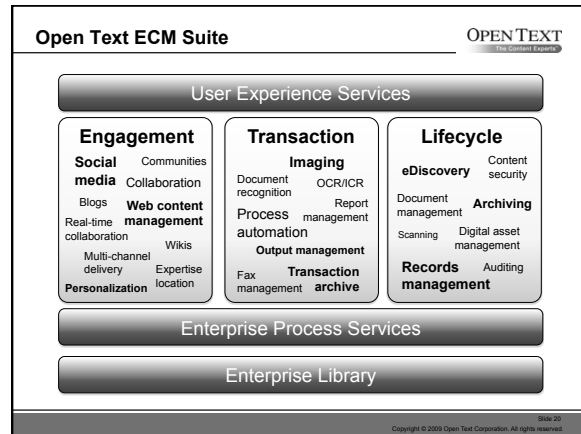 Open Text ECM Suite
OPEN TEXT
The Content Experts™
User Experience Services
Engagement
Social media
Communities
Collaboration
Blogs
Web content management
Real-time collaboration
Wikis
Multi-channel delivery
Expertise location
Personalization
Transaction
Imaging
Document recognition
OCR/ICR
Report management
Process automation
Output management
Fax management
Transaction archive
Lifecycle
eDiscovery
Content security
Document management
Archiving
Scanning
Digital asset management
Records management
Auditing
Enterprise Process Services
Enterprise Library
Slide 20
Copyright © 2009 Open Text Corporation. All rights reserved.